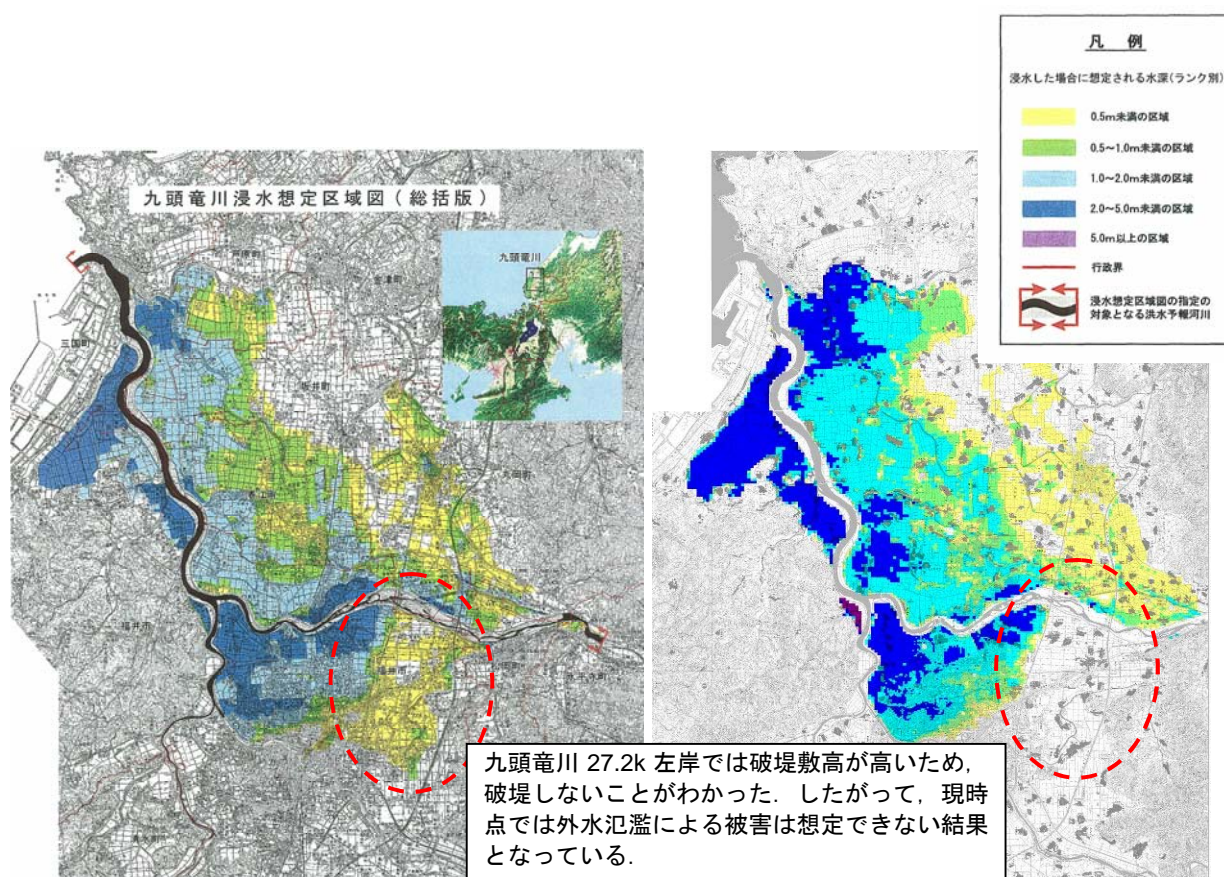 凡 例
浸水した場合に想定される水深(ランク別)
0.5m未満の区域
0.5~1.0m未満の区域
1.0~2.0m未満の区域
2.0~5.0m未満の区域
5.0m以上の区域
行政界
浸水想定区域図の指定の
対象となる洪水予報河川
九頭竜川浸水想定区域図(総括版)
九頭竜川
三国町
坂井町
福井市
九頭竜川 27.2k 左岸では破堤敷高が高いため,
破堤しないことがわかった. したがって, 現時
点では外水氾濫による被害は想定できない結果
となっている.